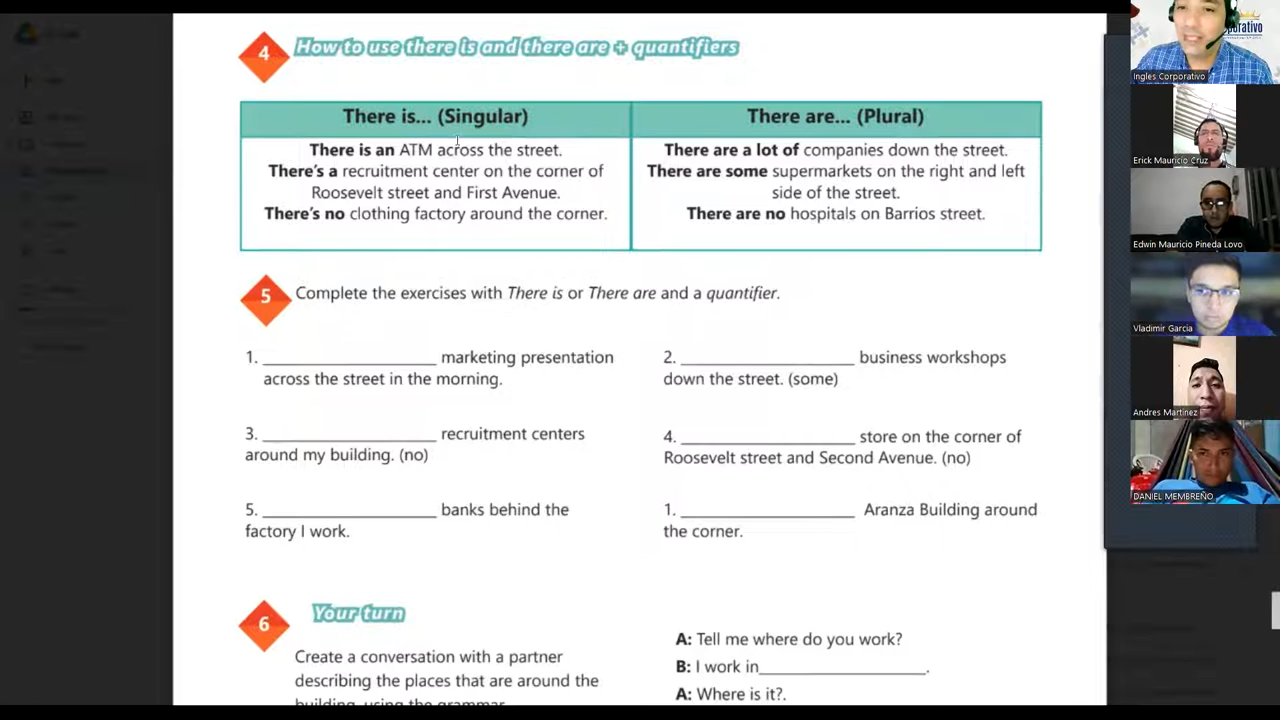 4 How to use there is and there are + quantifiers
There is... (Singular)
There is an ATM across the street.
There's a recruitment center on the corner of
Roosevelt street and First Avenue.
There's no clothing factory around the corner.
There are... (Plural)
There are a lot of companies down the street.
There are some supermarkets on the right and left
side of the street.
There are no hospitals on Barrios street.
5 Complete the exercises with There is or There are and a quantifier.
1. ____________________ marketing presentation
across the street in the morning.
2. ____________________ business workshops
down the street. (some)
3. ____________________ recruitment centers
around my building. (no)
4. ____________________ store on the corner of
Roosevelt street and Second Avenue. (no)
5. ____________________ banks behind the
factory I work.
1. ____________________ Aranza Building around
the corner.
6 Your turn
Create a conversation with a partner
describing the places that are around the
building, using the grammar
A: Tell me where do you work?
B: I work in____________________.
A: Where is it?.
orativo
Ingles Corporativo
Erick Mauricio Cruz
Edwin Mauricio Pineda Lovo
Vladimir Garcia
Andres Martinez
DANIEL MEMBREÑO